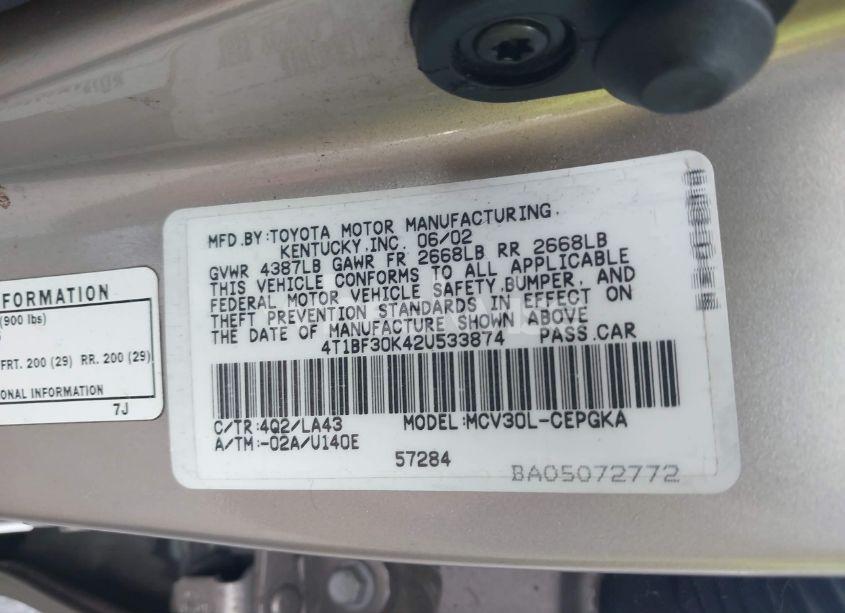 MFD.BY:TOYOTA MOTOR MANUFACTURING,
KENTUCKY,INC. 06/02
GVWR 4387LB GAWR FR 2668LB RR 2668LB
THIS VEHICLE CONFORMS TO ALL APPLICABLE
FEDERAL MOTOR VEHICLE SAFETY,BUMPER, AND
THEFT PREVENTION STANDARDS IN EFFECT ON
THE DATE OF MANUFACTURE SHOWN ABOVE
4T1BF30K42U533874 PASS.CAR
C/TR:4Q2/LA43 MODEL:MCV30L-CEPGKA
A/TM:-02A/U140E
57284
BA05072772
FORMATION
(900 lbs)
FRT. 200 (29) RR. 200 (29)
ONAL INFORMATION
7J